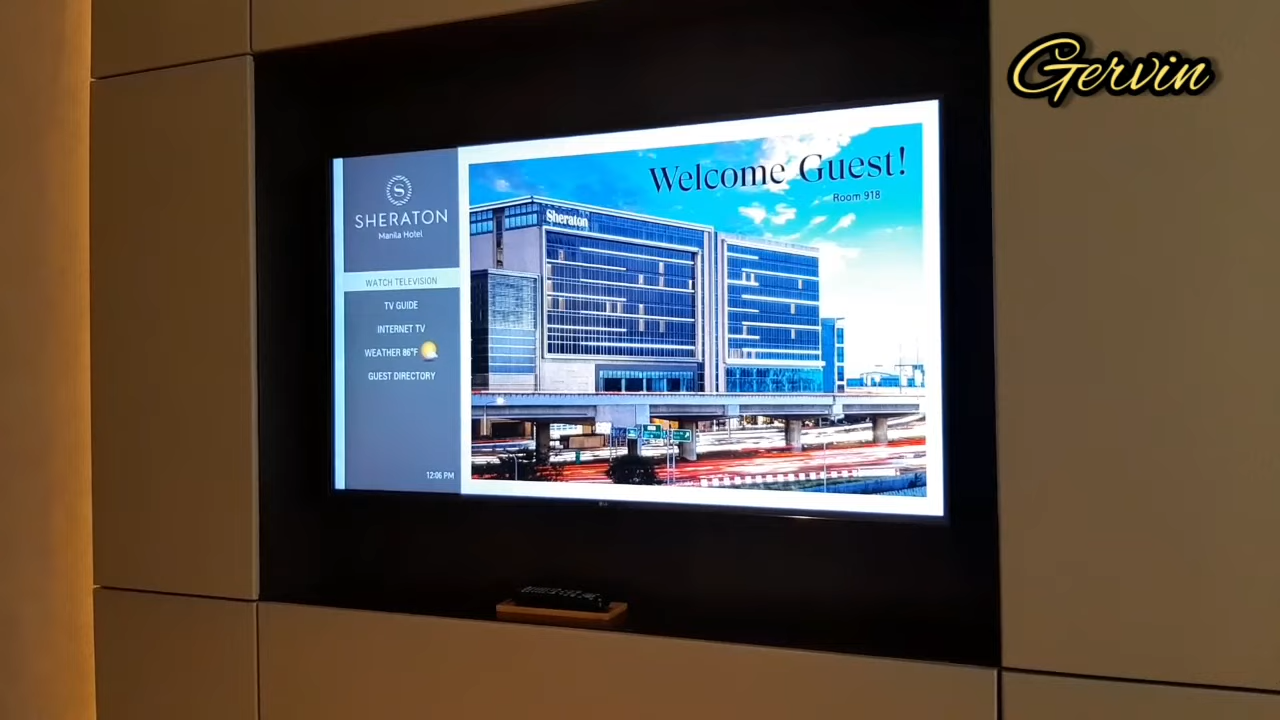 Gervin
S
SHERATON
Manila Hotel
WATCH TELEVISION
TV GUIDE
INTERNET TV
WEATHER 86°F
GUEST DIRECTORY
12:06 PM
Welcome Guest!
Room 918
Sheraton
LG